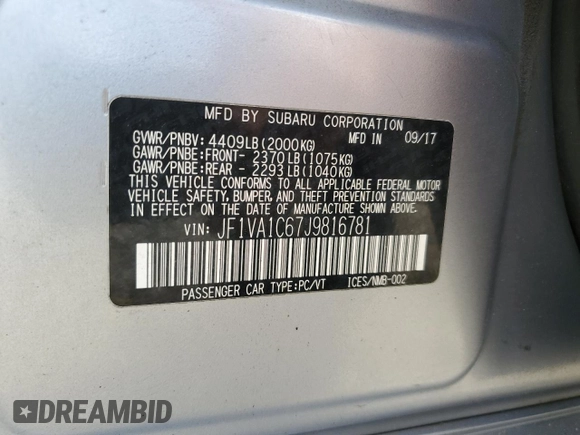 MFD BY SUBARU CORPORATION
GVWR/PNBV: 4409LB(2000KG) MFD IN 09/17
GAWR/PNBE:FRONT- 2370LB(1075KG)
GAWR/PNBE:REAR - 2293LB(1040KG)
THIS VEHICLE CONFORMS TO ALL APPLICABLE FEDERAL MOTOR
VEHICLE SAFETY, BUMPER, AND THEFT PREVENTION STANDARDS
IN EFFECT ON THE DATE OF MANUFACTURE SHOWN ABOVE.
VIN: JF1VA1C67J9816781
PASSENGER CAR TYPE:PC/VT ICES/NMB-002
DREAMBID